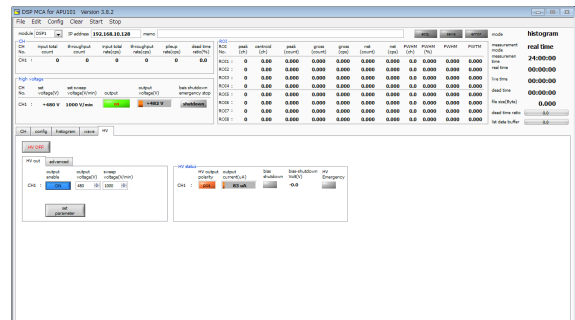 DSP MCA for APU101 Version 3.8.2
File Edit Config Clear Start Stop
module DSP1 IP address 192.168.10.128 memo acq. save error mode histogram
CH
CH No. input total count throughput count input total rate(cps) throughput rate(cps) pileup rate(cps) dead time ratio(%)
CH1 : 0 0 0 0 0 0.0
high voltage
CH No. set voltage(V) set sweep voltage(V/min) output output voltage(V) bias shutdown emergency stop
CH1 : +480 V 1000 V/min on +482 V shutdown
ROI
ROI No. peak (ch) centroid (ch) peak (count) gross (count) gross (cps) net (count) net (cps) FWHM (ch) FWHM (%) FWHM FWTM
ROI1 : 0 0.00 0 0.000 0.000 0.000 0.000 0.0 0.000 0.000 0.000
ROI2 : 0 0.00 0 0.000 0.000 0.000 0.000 0.0 0.000 0.000 0.000
ROI3 : 0 0.00 0 0.000 0.000 0.000 0.000 0.0 0.000 0.000 0.000
ROI4 : 0 0.00 0 0.000 0.000 0.000 0.000 0.0 0.000 0.000 0.000
ROI5 : 0 0.00 0 0.000 0.000 0.000 0.000 0.0 0.000 0.000 0.000
ROI6 : 0 0.00 0 0.000 0.000 0.000 0.000 0.0 0.000 0.000 0.000
ROI7 : 0 0.00 0 0.000 0.000 0.000 0.000 0.0 0.000 0.000 0.000
ROI8 : 0 0.00 0 0.000 0.000 0.000 0.000 0.0 0.000 0.000 0.000
measurement mode real time
measurement time 24:00:00
real time 00:00:00
live time 00:00:00
dead time 00:00:00
file size(Byte) 0.000
dead time ratio 0.0
list data buffer 0.0
CH config histogram wave HV
HV OFF
HV out advanced
output enable output voltage(V) sweep voltage(V/min)
CH1 : ON 480 1000
set parameter
HV status
HV output polarity output current(uA) bias shutdown bias-shutdown Volt(V) HV Emergency
CH1 : pos 83 uA -0.0